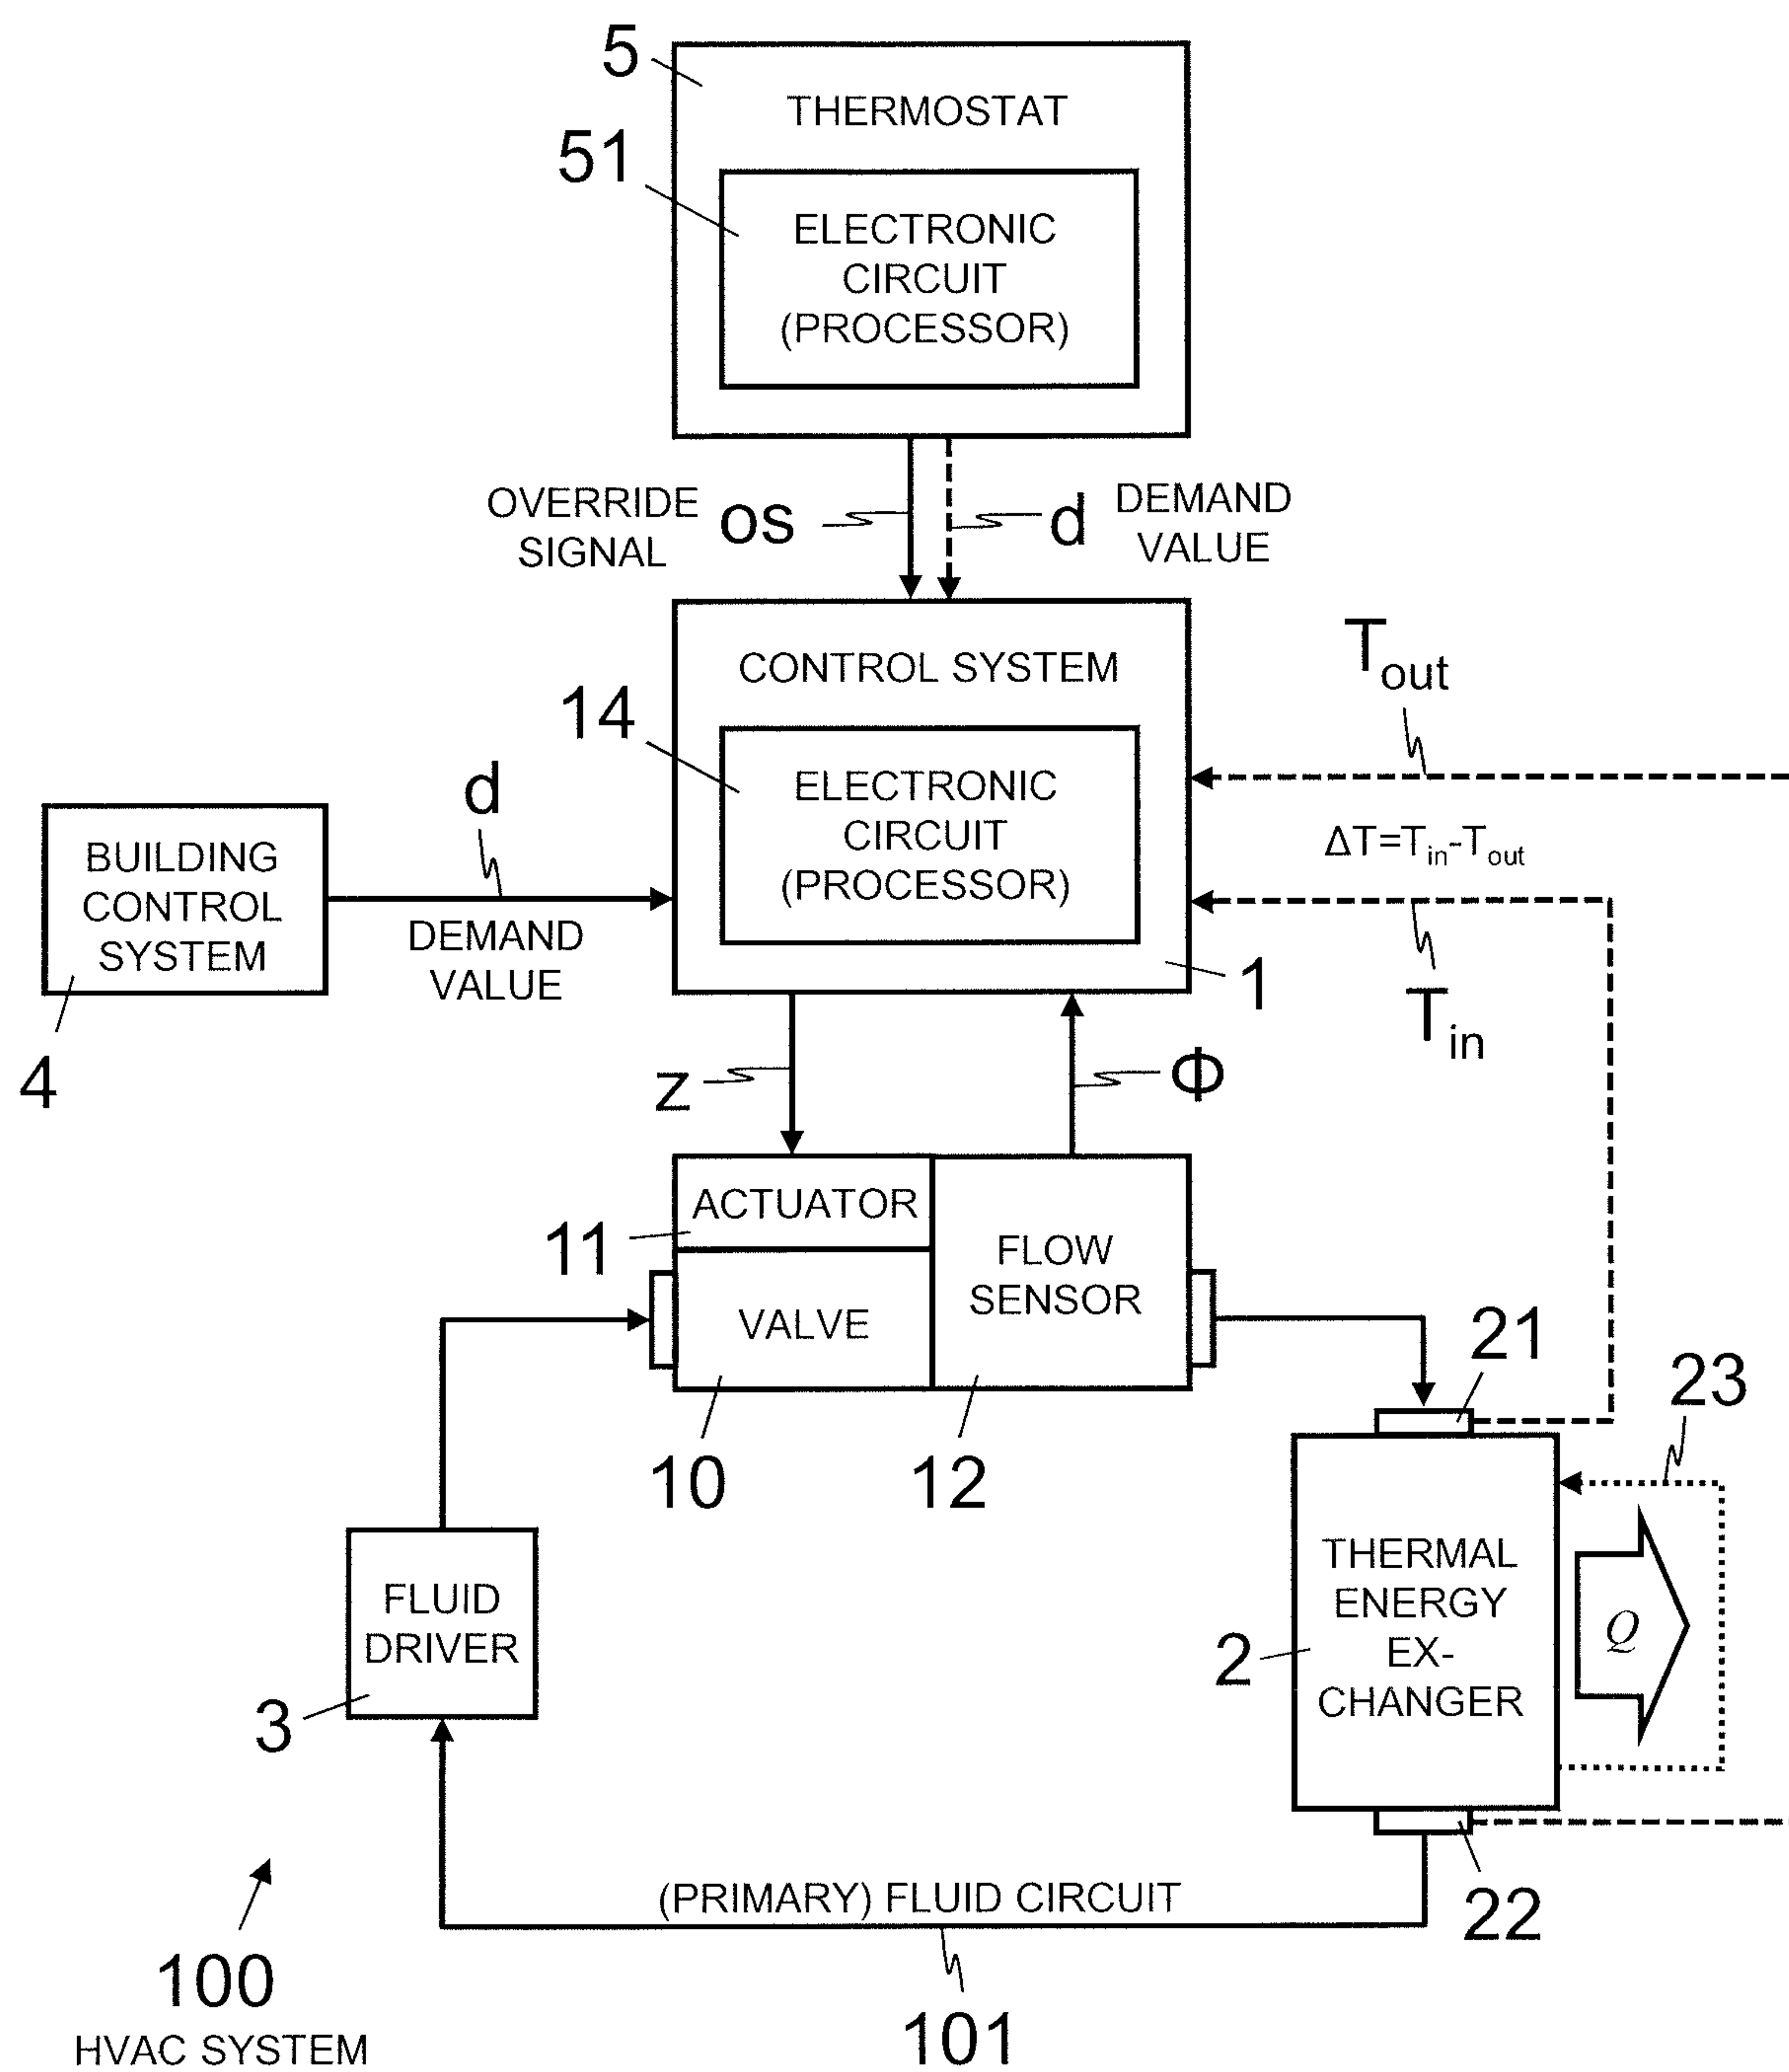 5
THERMOSTAT
51
ELECTRONIC
CIRCUIT
(PROCESSOR)
OVERRIDE
SIGNAL
os
d
DEMAND
VALUE
CONTROL SYSTEM
14
ELECTRONIC
CIRCUIT
(PROCESSOR)
1
Tout
ΔT=Tin-Tout
Tin
d
BUILDING
CONTROL
SYSTEM
DEMAND
VALUE
4
z
Φ
ACTUATOR
11
VALVE
FLOW
SENSOR
10
12
21
23
FLUID
DRIVER
3
THERMAL
ENERGY
EX-
CHANGER
2
Q
22
(PRIMARY) FLUID CIRCUIT
101
100
HVAC SYSTEM